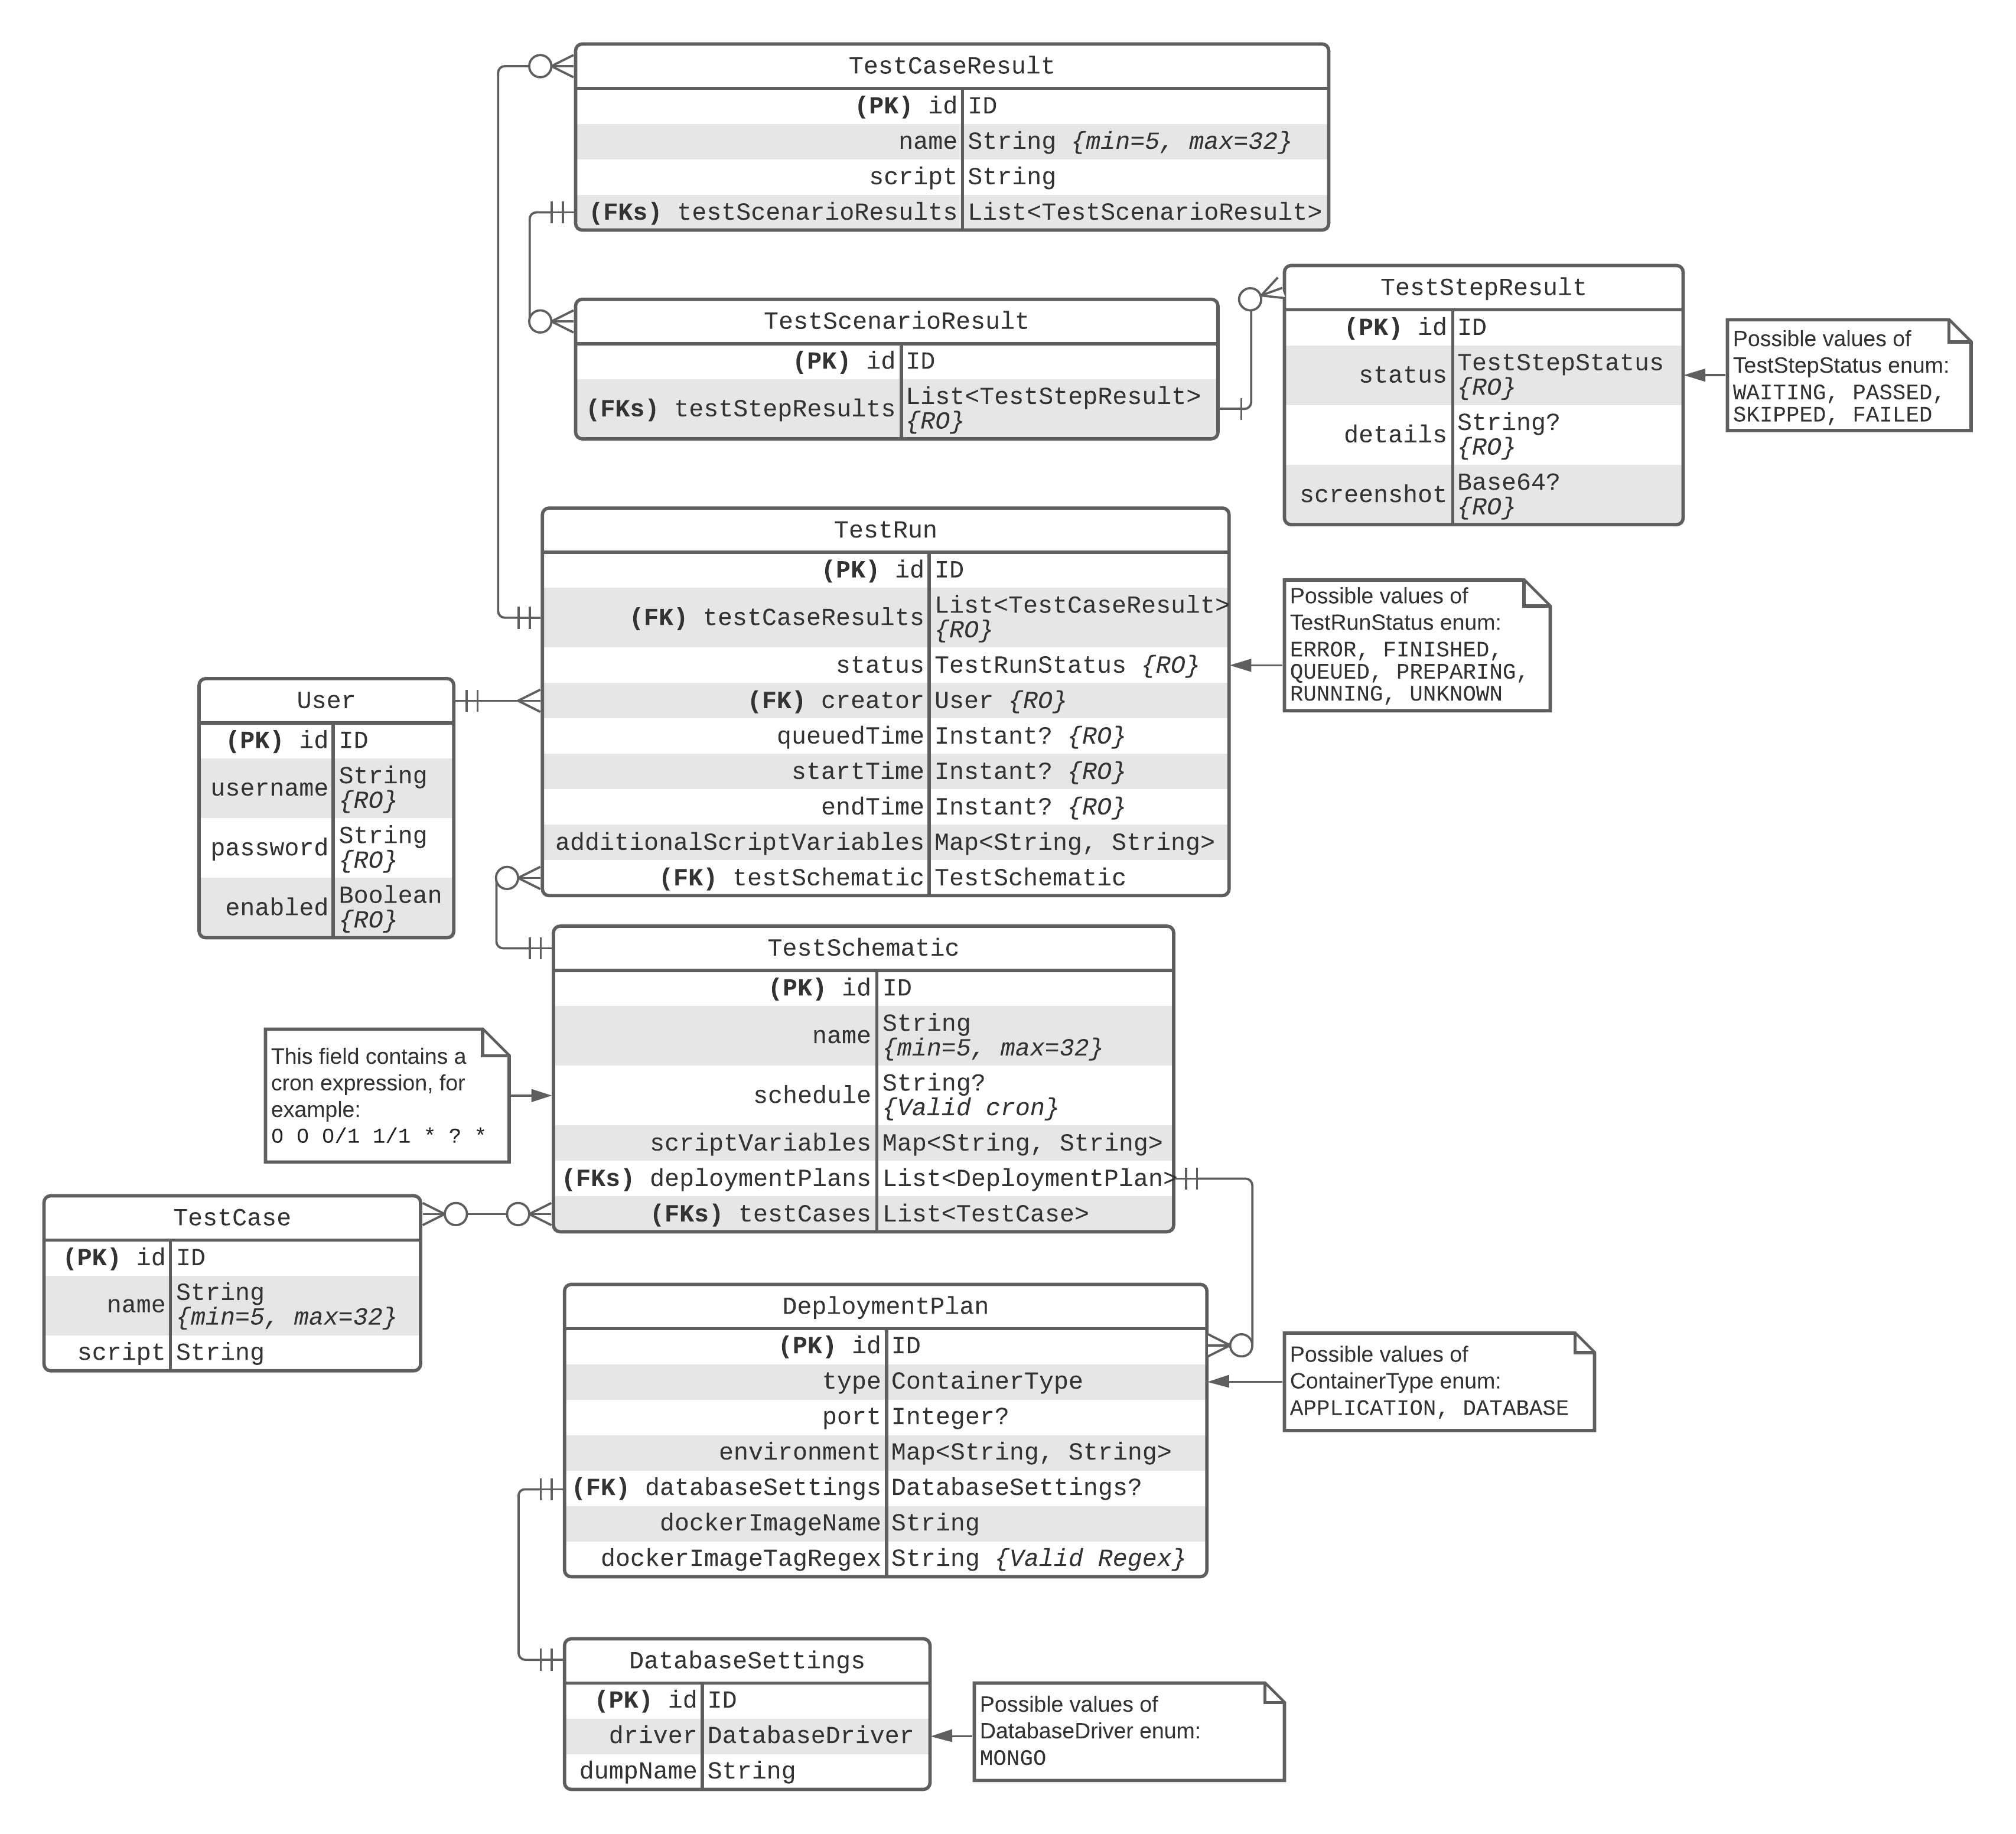 TestCaseResult
(PK) id ID
name String {min=5, max=32}
script String
(FKs) testScenarioResults List<TestScenarioResult>
TestScenarioResult
(PK) id ID
(FKs) testStepResults List<TestStepResult>
{RO}
TestStepResult
(PK) id ID
status TestStepStatus
{RO}
details String?
{RO}
screenshot Base64?
{RO}
Possible values of
TestStepStatus enum:
WAITING, PASSED,
SKIPPED, FAILED
TestRun
(PK) id ID
(FK) testCaseResults List<TestCaseResult>
{RO}
status TestRunStatus {RO}
(FK) creator User {RO}
queuedTime Instant? {RO}
startTime Instant? {RO}
endTime Instant? {RO}
additionalScriptVariables Map<String, String>
(FK) testSchematic TestSchematic
Possible values of
TestRunStatus enum:
ERROR, FINISHED,
QUEUED, PREPARING,
RUNNING, UNKNOWN
User
(PK) id ID
username String
{RO}
password String
{RO}
enabled Boolean
{RO}
TestSchematic
(PK) id ID
name String
{min=5, max=32}
schedule String?
{Valid cron}
scriptVariables Map<String, String>
(FKs) deploymentPlans List<DeploymentPlan>
(FKs) testCases List<TestCase>
This field contains a
cron expression, for
example:
0 0 0/1 1/1 * ? *
TestCase
(PK) id ID
name String
{min=5, max=32}
script String
DeploymentPlan
(PK) id ID
type ContainerType
port Integer?
environment Map<String, String>
(FK) databaseSettings DatabaseSettings?
dockerImageName String
dockerImageTagRegex String {Valid Regex}
Possible values of
ContainerType enum:
APPLICATION, DATABASE
DatabaseSettings
(PK) id ID
driver DatabaseDriver
dumpName String
Possible values of
DatabaseDriver enum:
MONGO